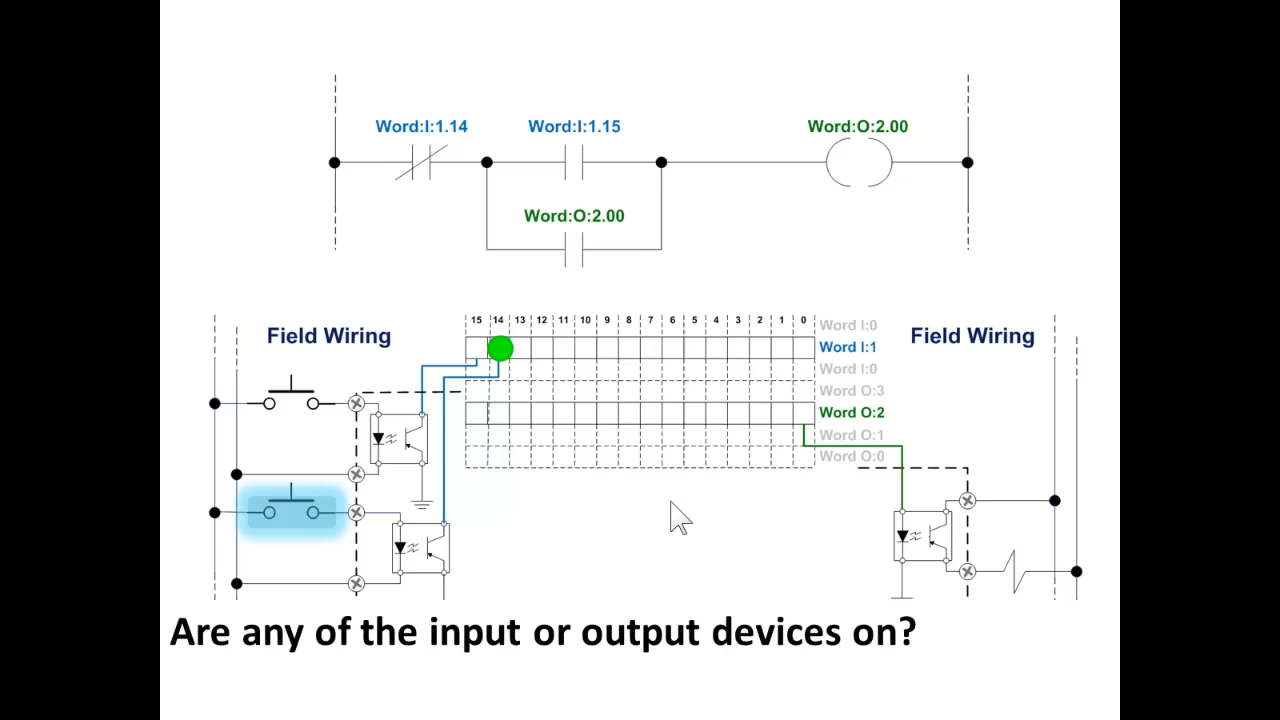 Word:I:1.14
Word:I:1.15
Word:O:2.00
Word:O:2.00
Field Wiring
15 14 13 12 11 10 9 8 7 6 5 4 3 2 1 0
Word I:0
Field Wiring
Word I:1
Word I:0
Word O:3
Word O:2
Word O:1
Word O:0
Are any of the input or output devices on?